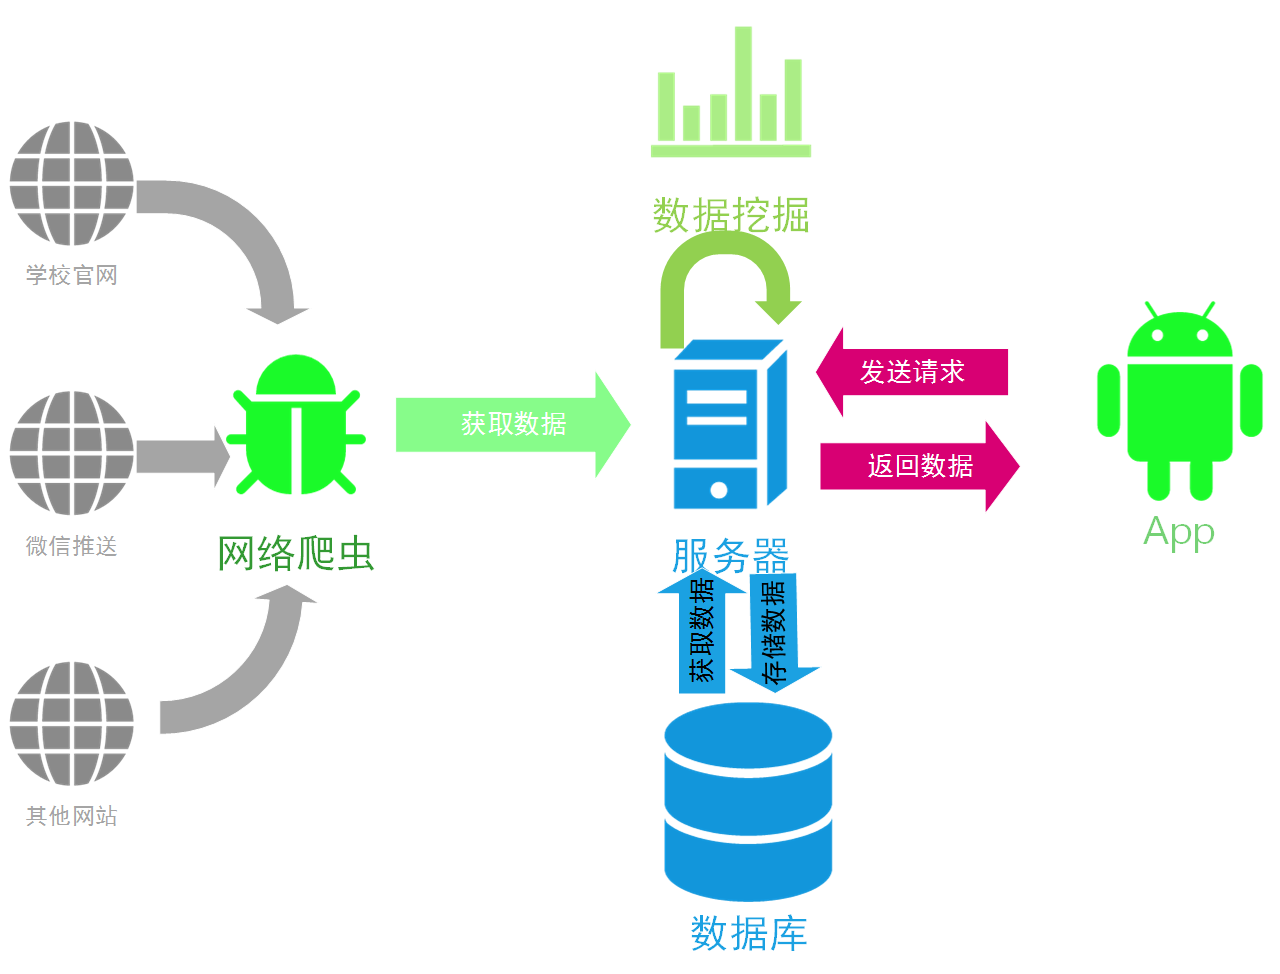 数据挖掘
学校官网
发送请求
获取数据
返回数据
微信推送
网络爬虫
服务器
App
获取数据
存储数据
其他网站
数据库